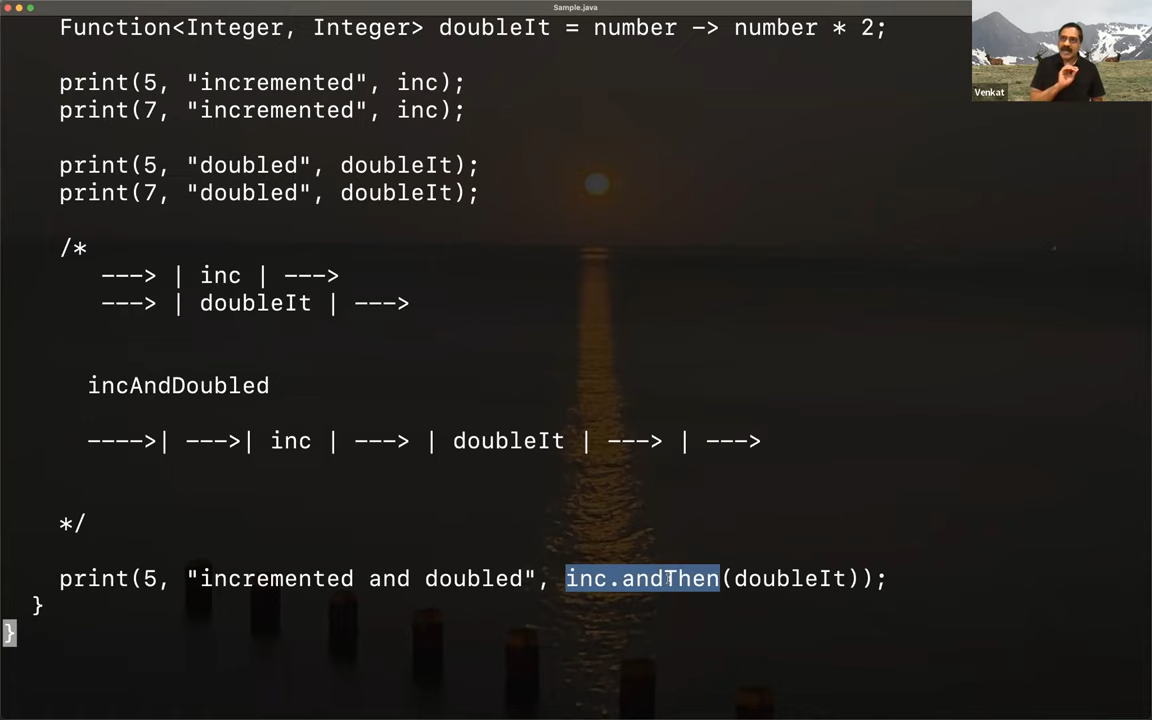 Sample.java
Function<Integer, Integer> doubleIt = number -> number * 2;
Venkat
print(5, "incremented", inc);
print(7, "incremented", inc);
print(5, "doubled", doubleIt);
print(7, "doubled", doubleIt);
/*
---> | inc | --->
---> | doubleIt | --->
incAndDoubled
---->| --->| inc | ---> | doubleIt | ---> | --->
*/
print(5, "incremented and doubled", inc.andThen(doubleIt));
}
}